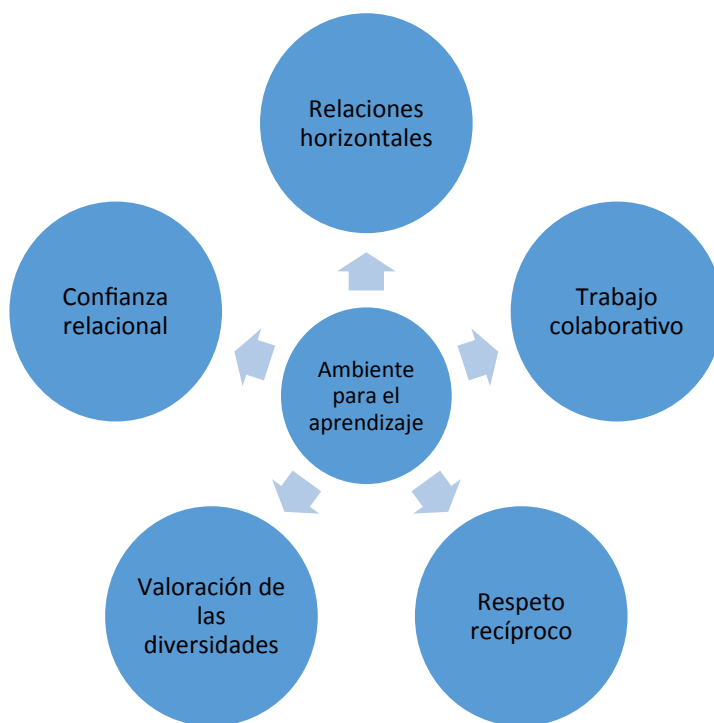 Relaciones
horizontales
Confianza
relacional
Trabajo
colaborativo
Ambiente
para el
aprendizaje
Valoración de
las
diversidades
Respeto
recíproco